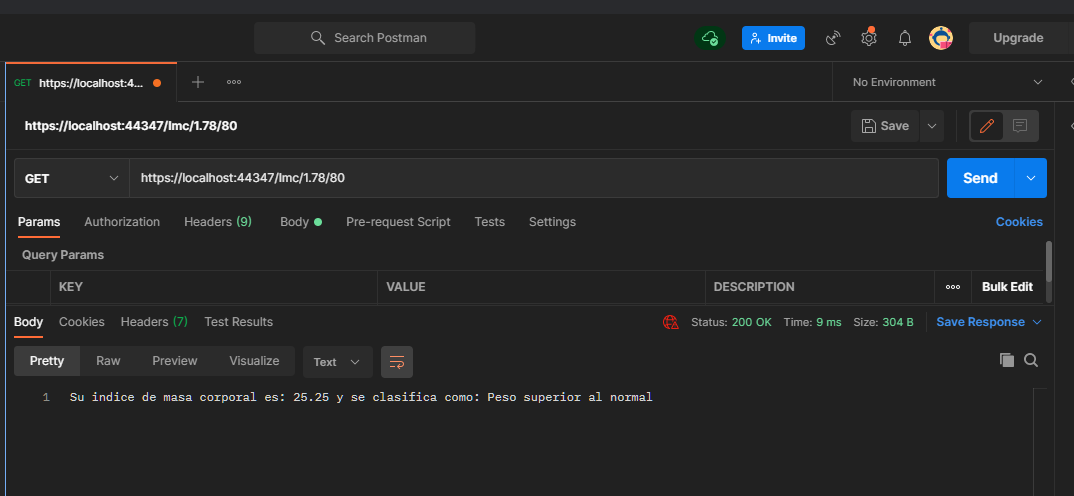 Search Postman
Invite
Upgrade
GET https://localhost:4...
No Environment
https://localhost:44347/Imc/1.78/80
Save
GET
https://localhost:44347/Imc/1.78/80
Send
Params Authorization Headers (9) Body Pre-request Script Tests Settings Cookies
Query Params
KEY VALUE DESCRIPTION Bulk Edit
Body Cookies Headers (7) Test Results Status: 200 OK Time: 9 ms Size: 304 B Save Response
Pretty Raw Preview Visualize Text
1 Su indice de masa corporal es: 25.25 y se clasifica como: Peso superior al normal